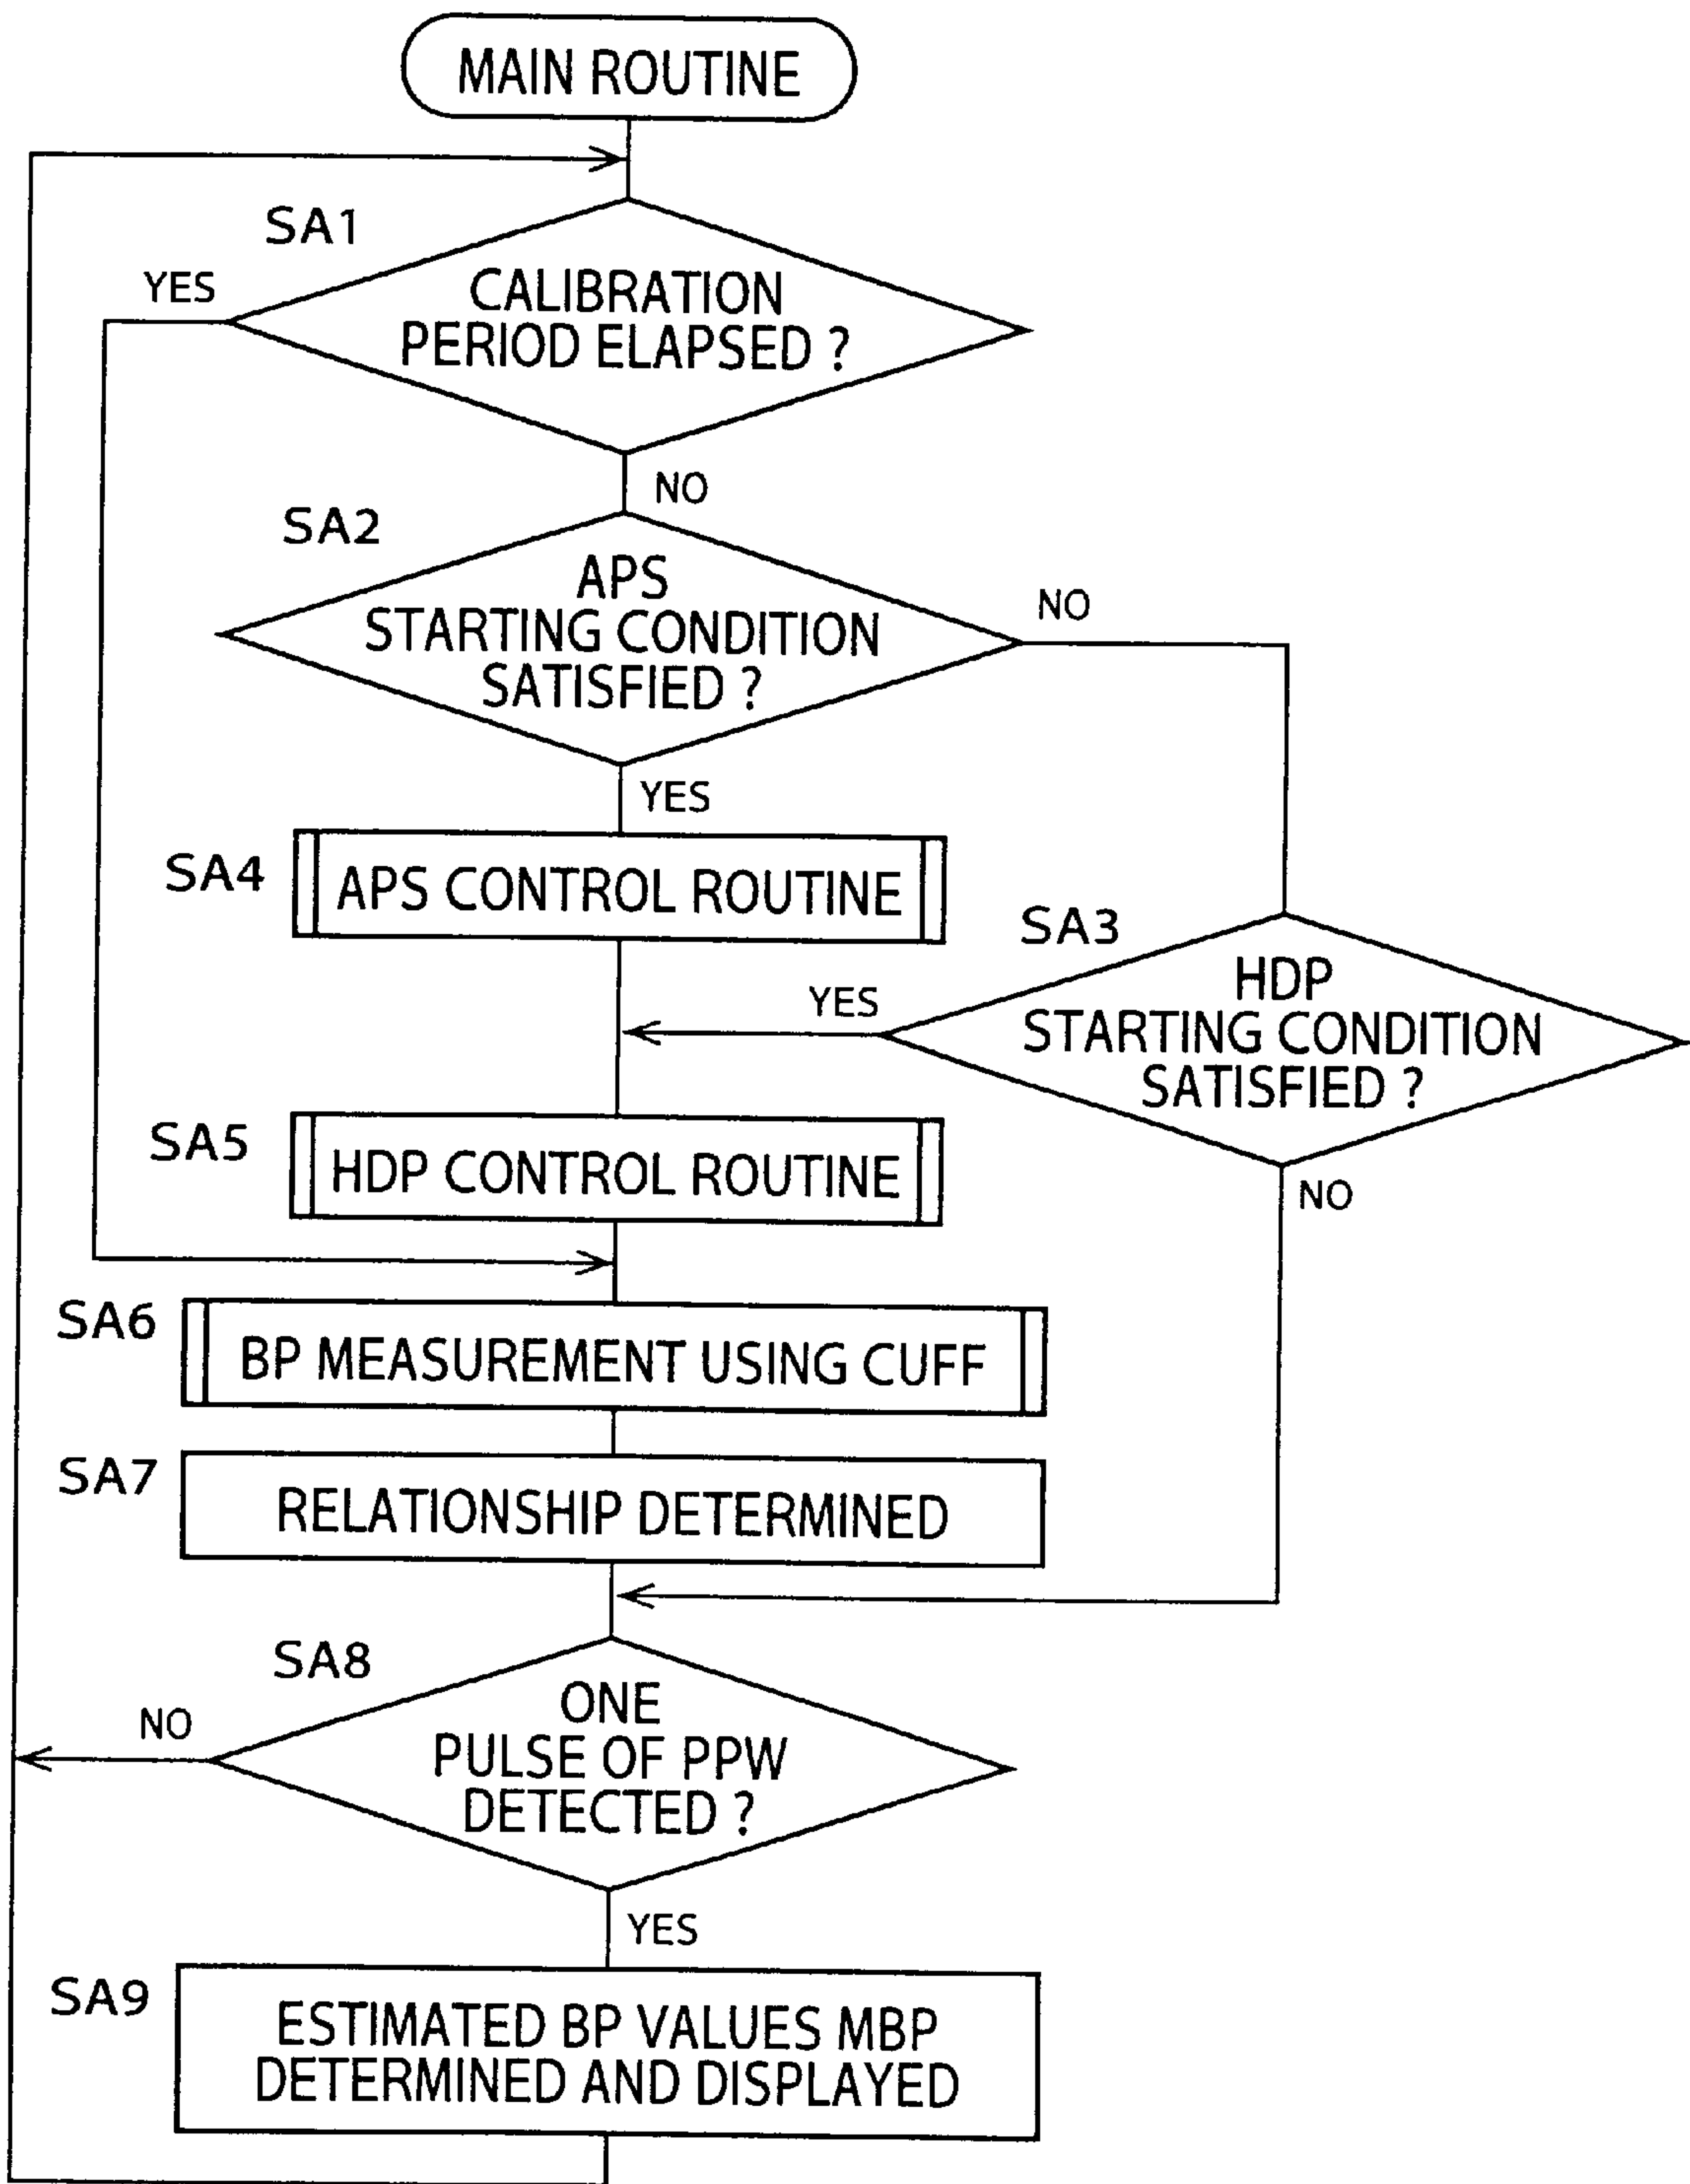 MAIN ROUTINE
SA1
YES
CALIBRATION
PERIOD ELAPSED ?
NO
SA2
APS
STARTING CONDITION
SATISFIED ?
NO
YES
SA4
APS CONTROL ROUTINE
SA3
HDP
STARTING CONDITION
SATISFIED ?
YES
NO
SA5
HDP CONTROL ROUTINE
SA6
BP MEASUREMENT USING CUFF
SA7
RELATIONSHIP DETERMINED
SA8
ONE
PULSE OF PPW
DETECTED ?
NO
YES
SA9
ESTIMATED BP VALUES MBP
DETERMINED AND DISPLAYED